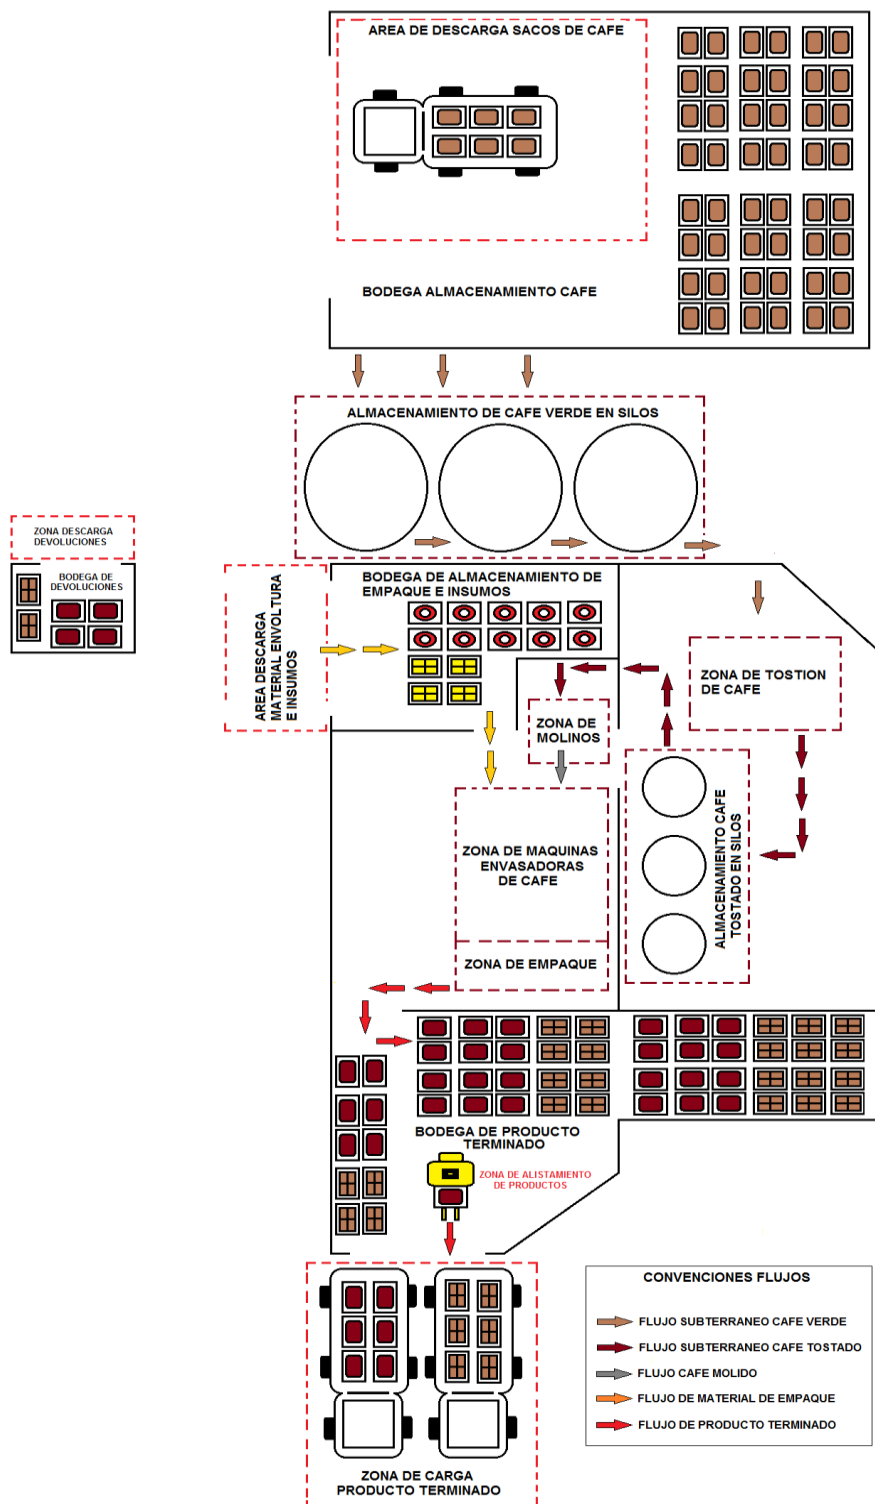 AREA DE DESCARGA SACOS DE CAFE
BODEGA ALMACENAMIENTO CAFE
ALMACENAMIENTO DE CAFE VERDE EN SILOS
ZONA DESCARGA
DEVOLUCIONES
BODEGA DE
DEVOLUCIONES
AREA DESCARGA
MATERIAL ENVOLTURA
E INSUMOS
BODEGA DE ALMACENAMIENTO DE
EMPAQUE E INSUMOS
ZONA DE TOSTION
DE CAFE
ZONA DE
MOLINOS
ALMACENAMIENTO CAFE
TOSTADO EN SILOS
ZONA DE MAQUINAS
ENVASADORAS
DE CAFE
ZONA DE EMPAQUE
BODEGA DE PRODUCTO
TERMINADO
ZONA DE ALISTAMIENTO
DE PRODUCTOS
ZONA DE CARGA
PRODUCTO TERMINADO
CONVENCIONES FLUJOS
FLUJO SUBTERRANEO CAFE VERDE
FLUJO SUBTERRANEO CAFE TOSTADO
FLUJO CAFE MOLIDO
FLUJO DE MATERIAL DE EMPAQUE
FLUJO DE PRODUCTO TERMINADO